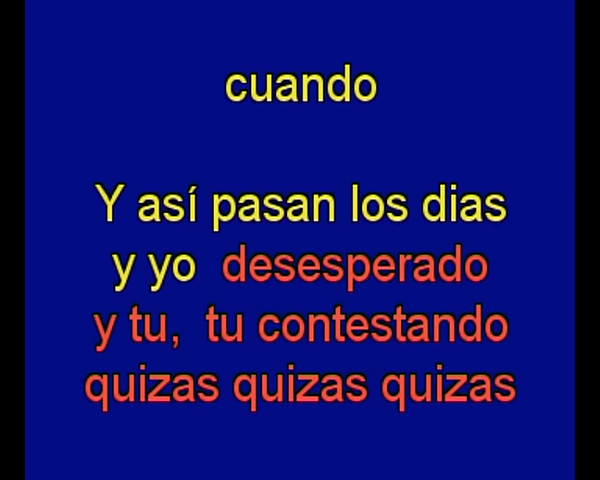 cuando
Y así pasan los dias
y yo desesperado
y tu, tu contestando
quizas quizas quizas